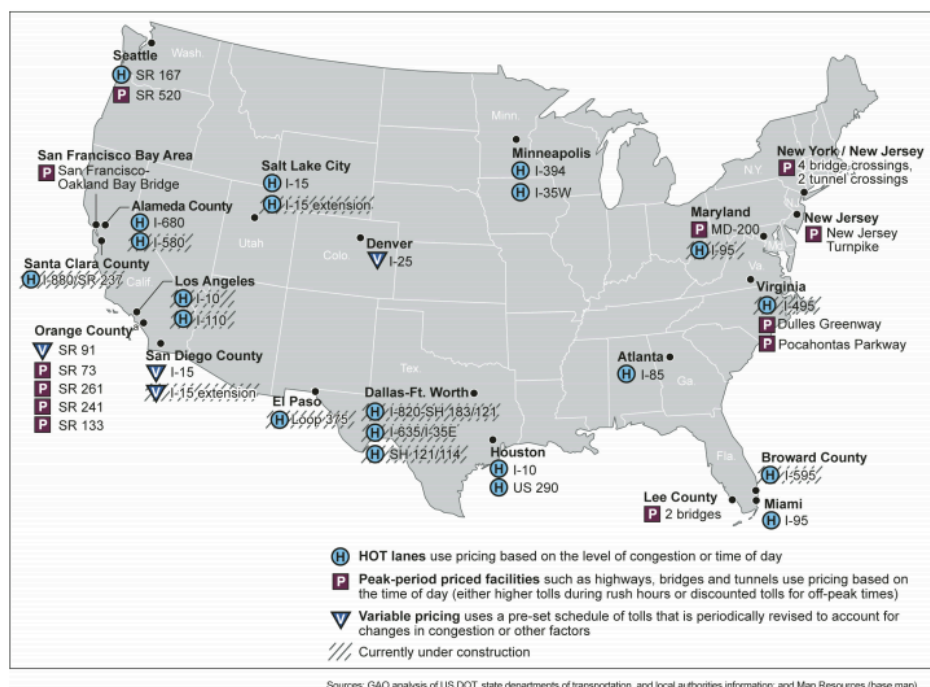 Seattle
Wash.
H SR 167
P SR 520
San Francisco Bay Area
P San Francisco-
Oakland Bay Bridge
Alameda County
H I-680
H I-580
Santa Clara County
H I-880/SR 237
Calif.
Los Angeles
H I-10
H I-110
Orange County a
V SR 91
P SR 73
P SR 261
P SR 241
P SR 133
San Diego County
V I-15
V I-15 extension
Salt Lake City
H I-15
H I-15 extension
Utah
Colo.
Denver
V I-25
El Paso
H Loop 375
Tex.
Dallas-Ft. Worth
H I-820-SH 183/121
H I-635/I-35E
H SH 121/114
Houston
H I-10
H US 290
Minn.
Minneapolis
H I-394
H I-35W
Atlanta
H I-85
Ga.
N.Y.
New York / New Jersey
P 4 bridge crossings,
2 tunnel crossings
N.J.
New Jersey
P New Jersey
Turnpike
Maryland
P MD-200
H I-95
Md.
Va.
Virginia
H I-495
P Dulles Greenway
P Pocahontas Parkway
Fla.
Broward County
H I-595
Miami
H I-95
Lee County
P 2 bridges
H HOT lanes use pricing based on the level of congestion or time of day
P Peak-period priced facilities such as highways, bridges and tunnels use pricing based on
the time of day (either higher tolls during rush hours or discounted tolls for off-peak times)
V Variable pricing uses a pre-set schedule of tolls that is periodically revised to account for
changes in congestion or other factors
Currently under construction
Sources: GAO analysis of US DOT, state departments of transportation, and local authorities information; and Map Resources (base map).